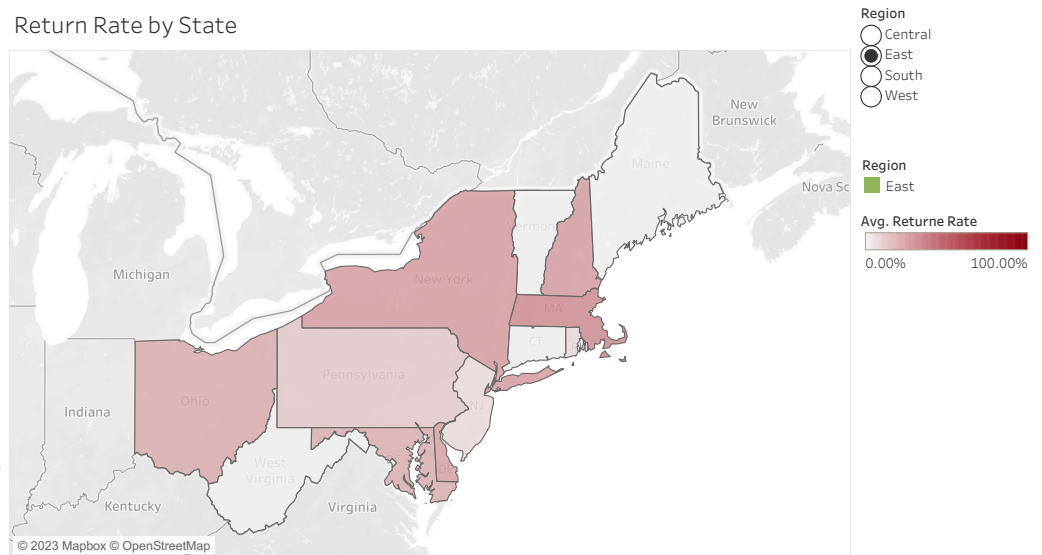 Return Rate by State
Region
Central
East
South
West
Region
East
Avg. Returne Rate
0.00%
100.00%
New
Brunswick
Maine
Nova Sc
Vermont
Michigan
New York
MA
CT
Pennsylvania
Ohio
NJ
Indiana
West
Virginia
DE
Kentucky
Virginia
© 2023 Mapbox © OpenStreetMap